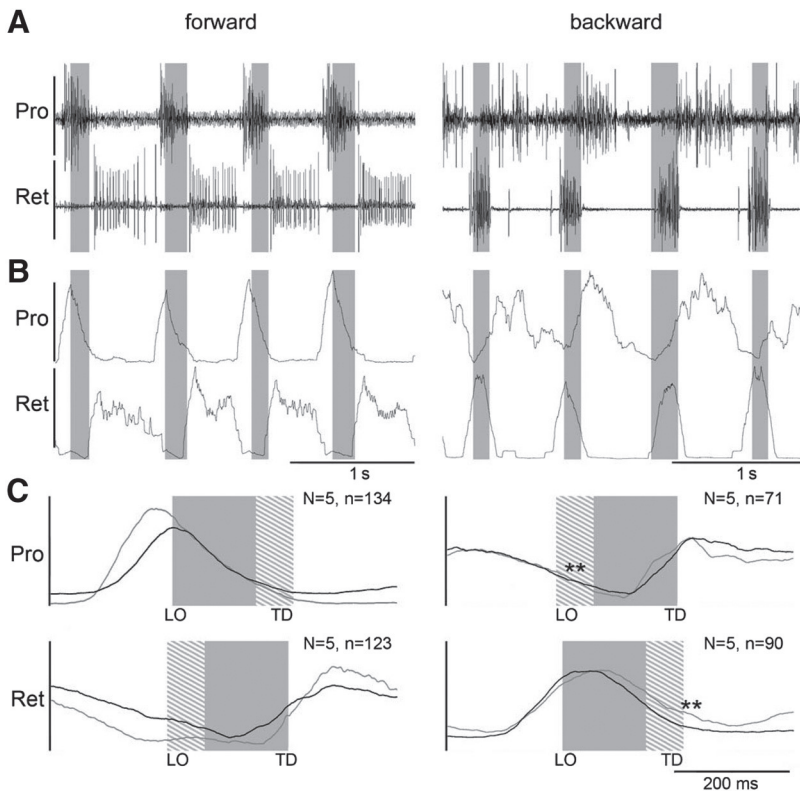 A
forward
backward
Pro
Ret
B
Pro
Ret
1 s
1 s
C
N=5, n=134
N=5, n=71
Pro
**
LO
TD
LO
TD
N=5, n=123
N=5, n=90
Ret
**
LO
TD
LO
TD
200 ms